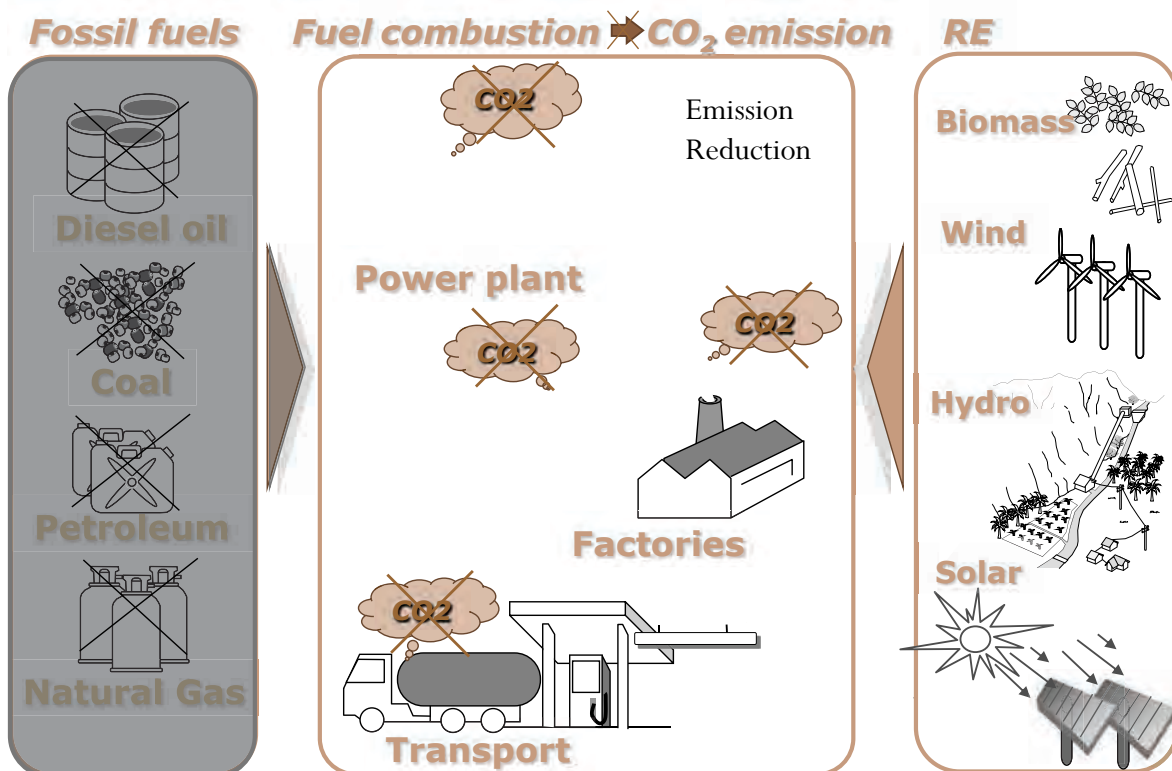 Fossil fuels
Diesel oil
Coal
Petroleum
Natural Gas
Fuel combustion CO2 emission
CO2
Emission
Reduction
Power plant
CO2
CO2
Factories
CO2
Transport
RE
Biomass
Wind
Hydro
Solar